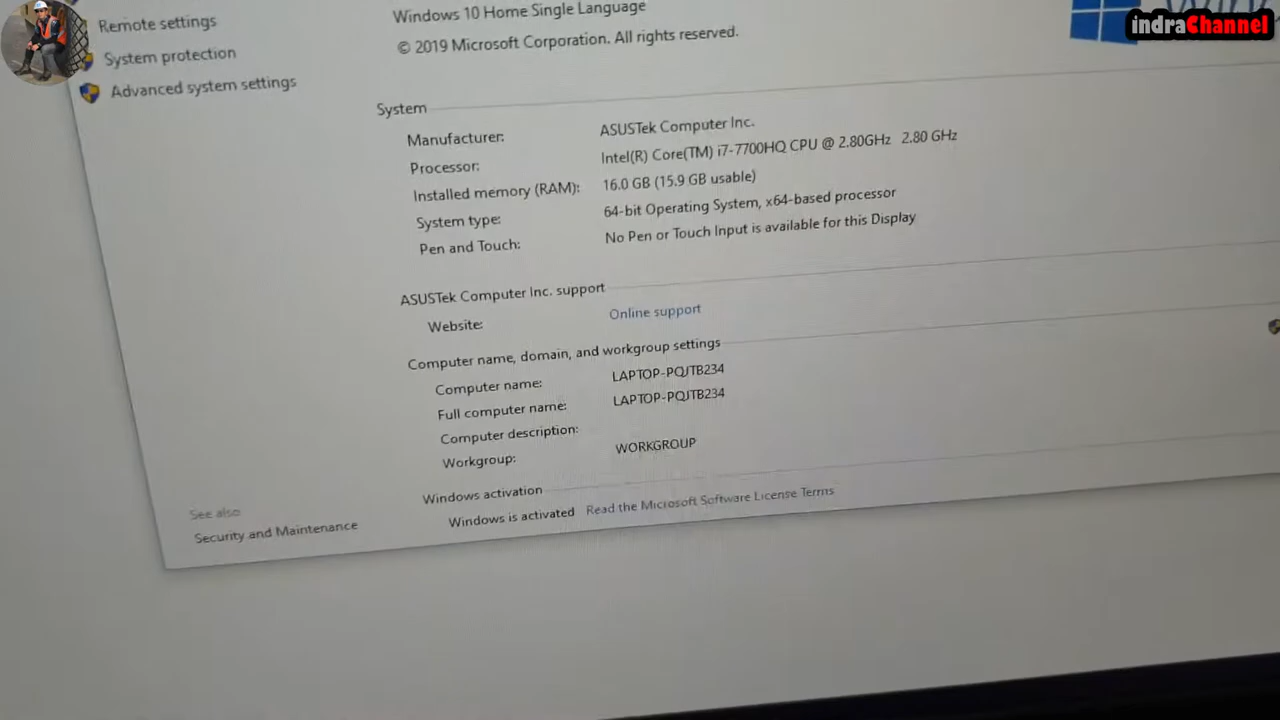 indraChannel
Remote settings
System protection
Advanced system settings
Windows 10 Home Single Language
© 2019 Microsoft Corporation. All rights reserved.
System
Manufacturer: ASUSTek Computer Inc.
Processor: Intel(R) Core(TM) i7-7700HQ CPU @ 2.80GHz 2.80 GHz
Installed memory (RAM): 16.0 GB (15.9 GB usable)
System type: 64-bit Operating System, x64-based processor
Pen and Touch: No Pen or Touch Input is available for this Display
ASUSTek Computer Inc. support
Website: Online support
Computer name, domain, and workgroup settings
Computer name: LAPTOP-PQJTB234
Full computer name: LAPTOP-PQJTB234
Computer description:
Workgroup: WORKGROUP
Windows activation
Windows is activated Read the Microsoft Software License Terms
See also
Security and Maintenance